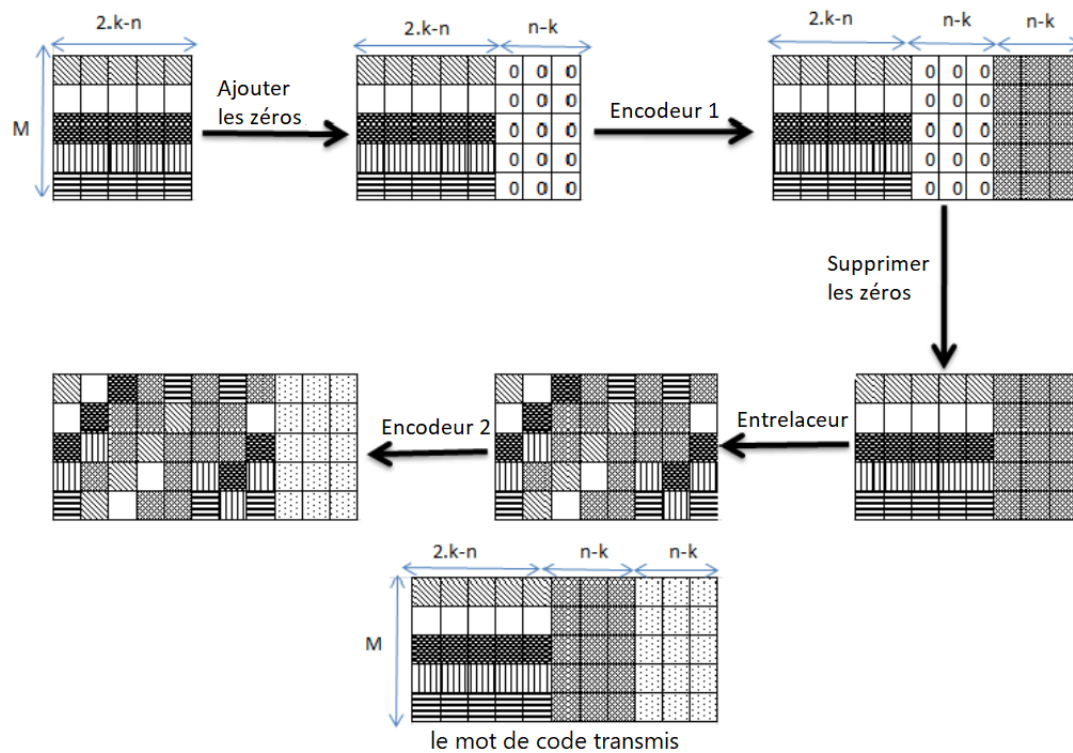 2.k-n
2.k-n
n-k
2.k-n
n-k
n-k
M
Ajouter
les zéros
Encodeur 1
0 0 0
0 0 0
0 0 0
0 0 0
0 0 0
0 0 0
0 0 0
0 0 0
0 0 0
0 0 0
Supprimer
les zéros
Entrelaceur
Encodeur 2
2.k-n
n-k
n-k
M
le mot de code transmis